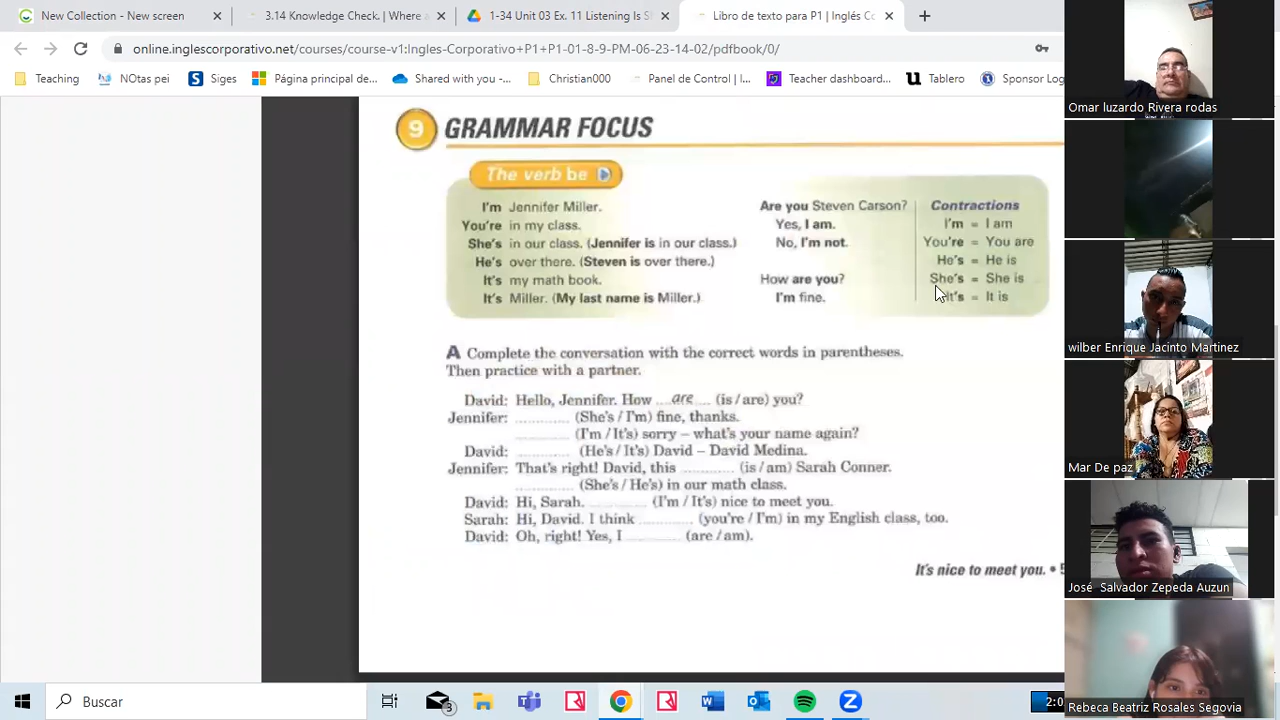 New Collection - New screen
3.14 Knowledge Check. | Where a
1-34 Unit 03 Ex. 11 Listening Is S
Libro de texto para P1 | Inglés Co
online.inglescorporativo.net/courses/course-v1:Ingles-Corporativo+P1+P1-01-8-9-PM-06-23-14-02/pdfbook/0/
Teaching
NOtas pei
Siges
Página principal de...
Shared with you -...
Christian000
Panel de Control | I...
Teacher dashboard...
Tablero
Sponsor Log
9 GRAMMAR FOCUS
The verb be
I'm Jennifer Miller.
You're in my class.
She's in our class. (Jennifer is in our class.)
He's over there. (Steven is over there.)
It's my math book.
It's Miller. (My last name is Miller.)
Are you Steven Carson?
Yes, I am.
No, I'm not.
How are you?
I'm fine.
Contractions
I'm = I am
You're = You are
He's = He is
She's = She is
It's = It is
A Complete the conversation with the correct words in parentheses.
Then practice with a partner.
David: Hello, Jennifer. How ....are.... (is / are) you?
Jennifer: ............ (She's / I'm) fine, thanks.
............ (I'm / It's) sorry – what's your name again?
David: ............ (He's / It's) David – David Medina.
Jennifer: That's right! David, this ............ (is / am) Sarah Conner.
............ (She's / He's) in our math class.
David: Hi, Sarah. ............ (I'm / It's) nice to meet you.
Sarah: Hi, David. I think ............ (you're / I'm) in my English class, too.
David: Oh, right! Yes, I ............ (are / am).
It's nice to meet you. • 5
Buscar
3
2:0
Omar luzardo Rivera rodas
wilber Enrique Jacinto Martinez
Mar De paz
José Salvador Zepeda Auzun
Rebeca Beatriz Rosales Segovia